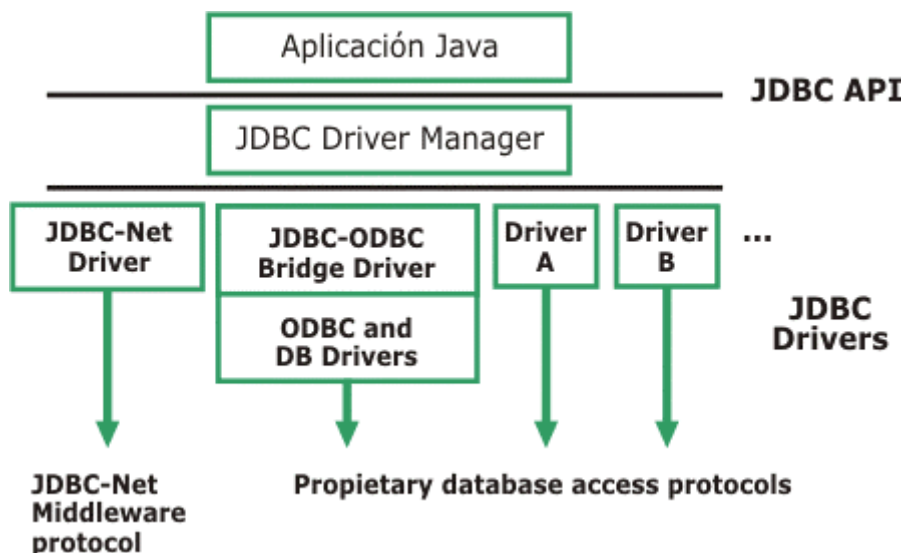 Aplicación Java
JDBC API
JDBC Driver Manager
JDBC-Net
Driver
JDBC-ODBC
Bridge Driver
ODBC and
DB Drivers
Driver
A
Driver
B
...
JDBC
Drivers
JDBC-Net
Middleware
protocol
Propietary database access protocols